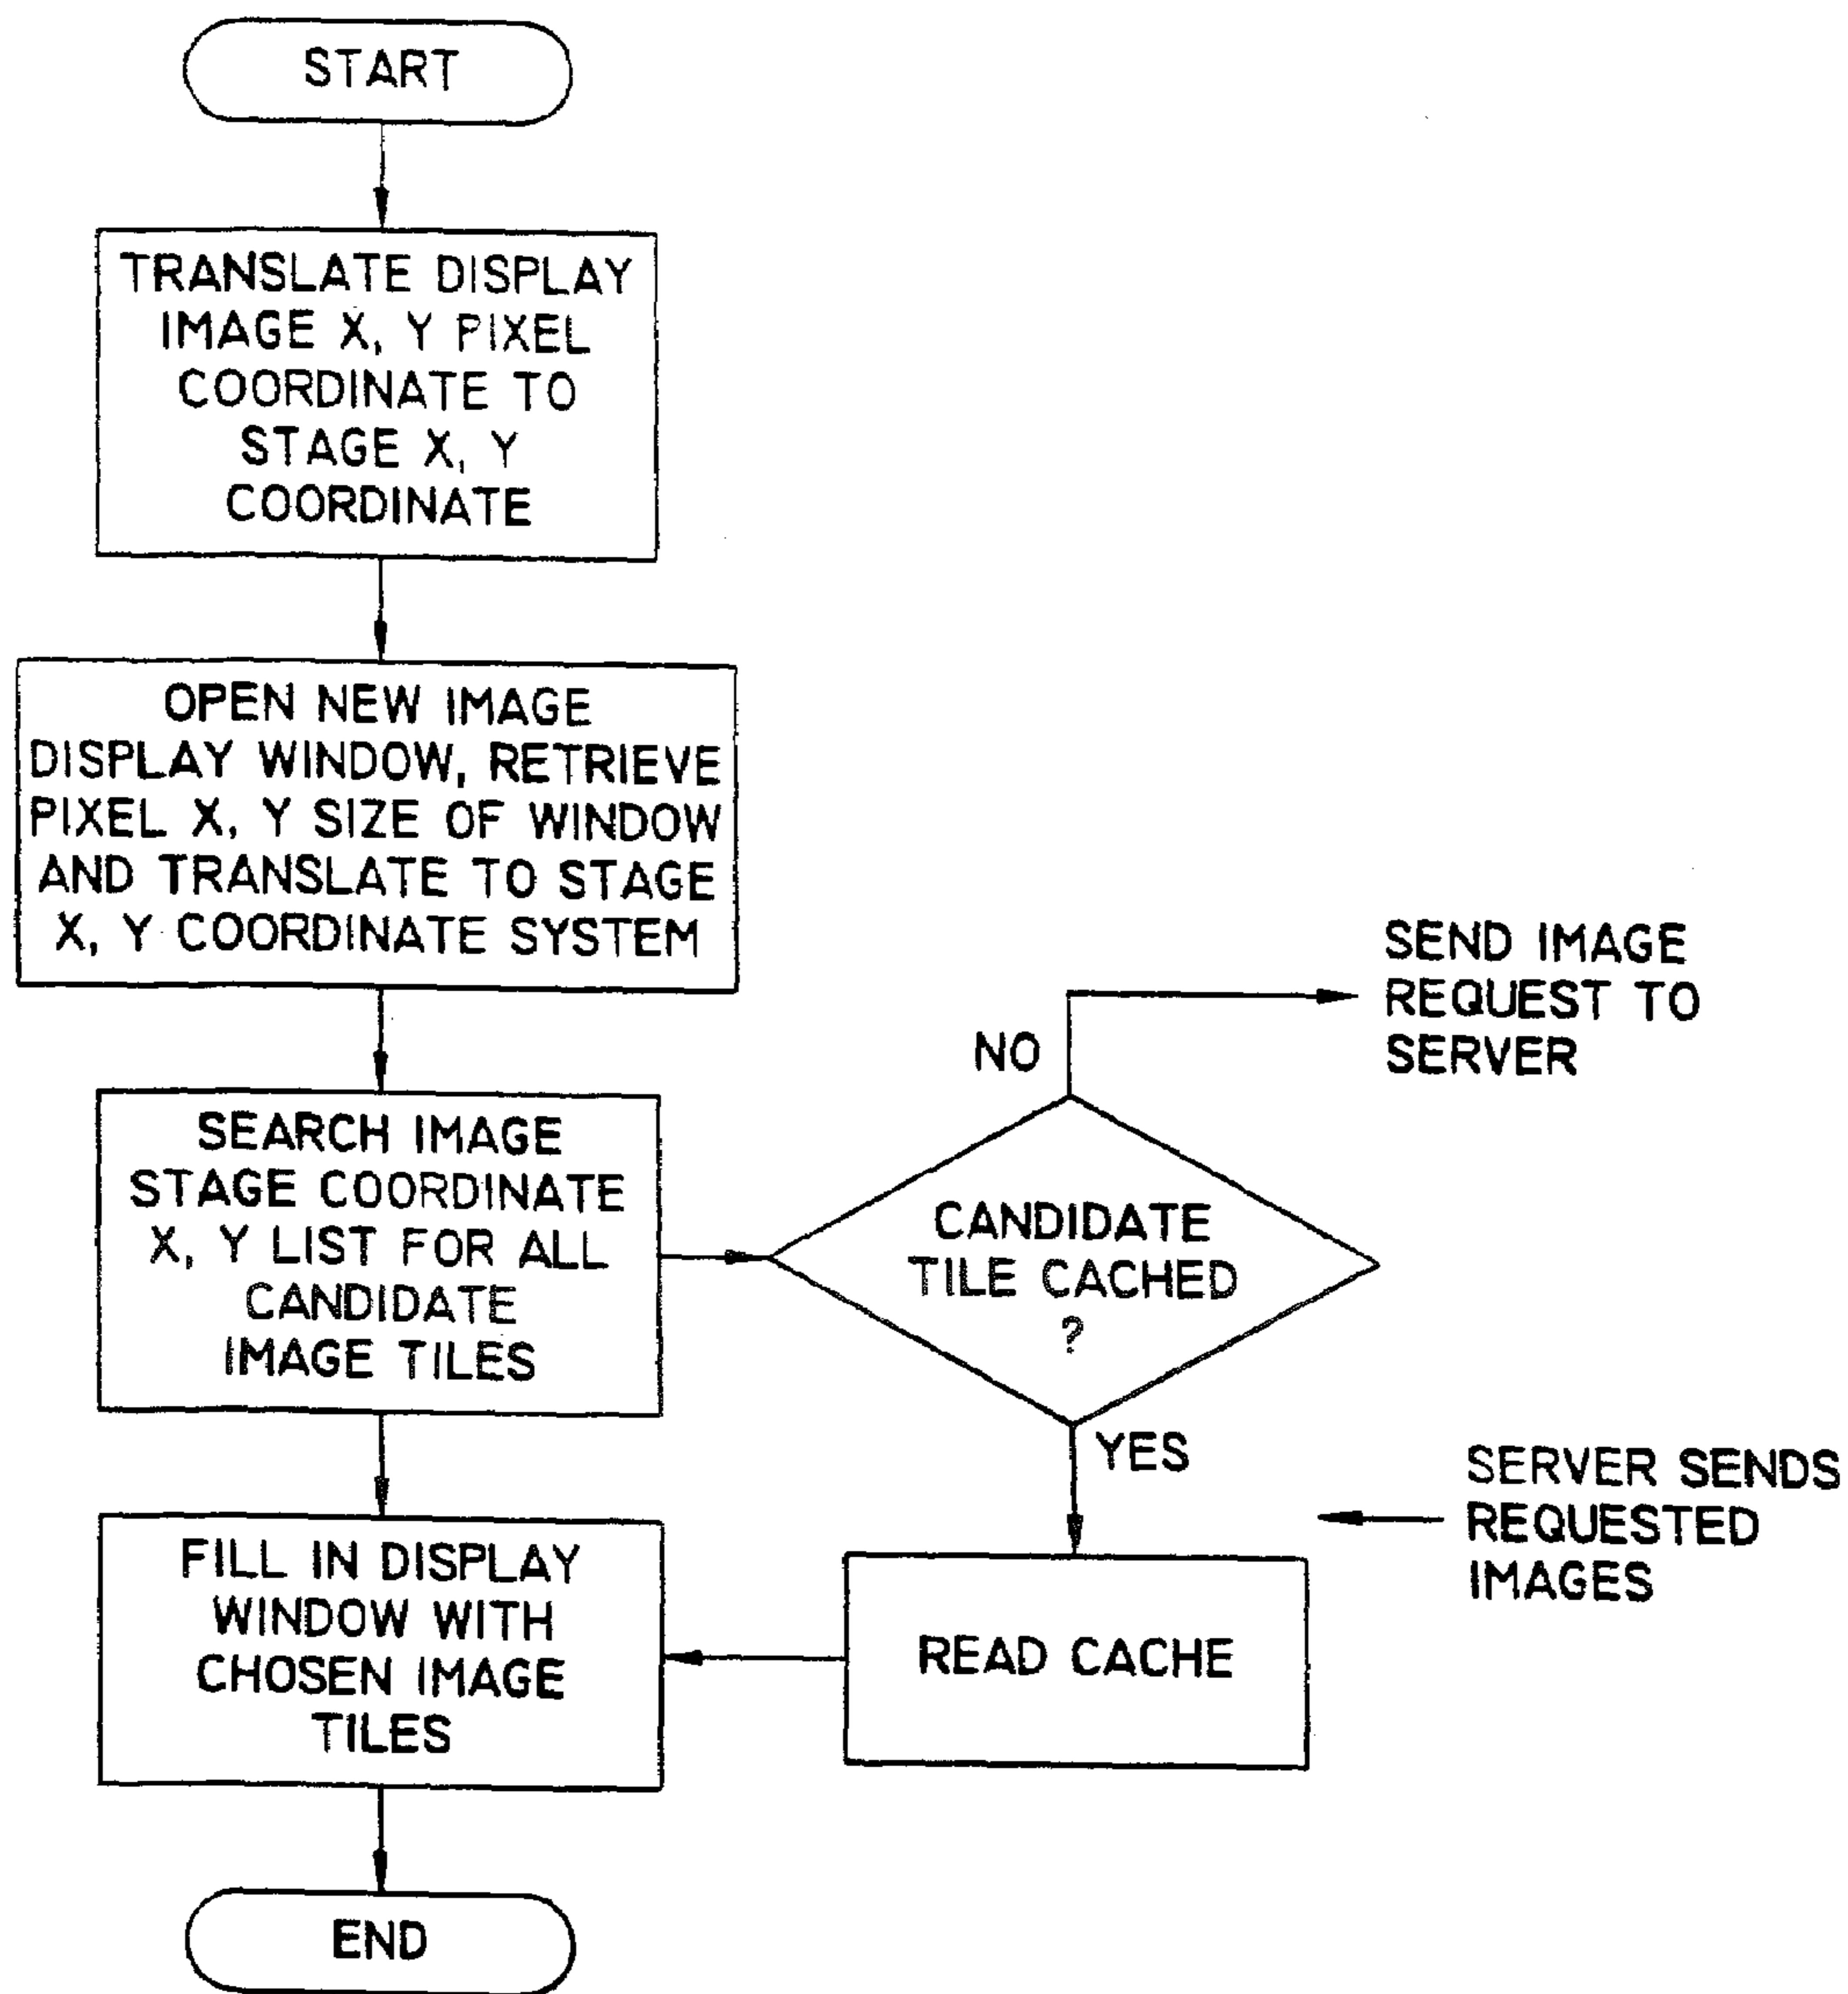 START
TRANSLATE DISPLAY
IMAGE X, Y PIXEL
COORDINATE TO
STAGE X, Y
COORDINATE
OPEN NEW IMAGE
DISPLAY WINDOW, RETRIEVE
PIXEL X, Y SIZE OF WINDOW
AND TRANSLATE TO STAGE
X, Y COORDINATE SYSTEM
SEARCH IMAGE
STAGE COORDINATE
X, Y LIST FOR ALL
CANDIDATE
IMAGE TILES
NO
SEND IMAGE
REQUEST TO
SERVER
CANDIDATE
TILE CACHED
?
YES
SERVER SENDS
REQUESTED
IMAGES
READ CACHE
FILL IN DISPLAY
WINDOW WITH
CHOSEN IMAGE
TILES
END